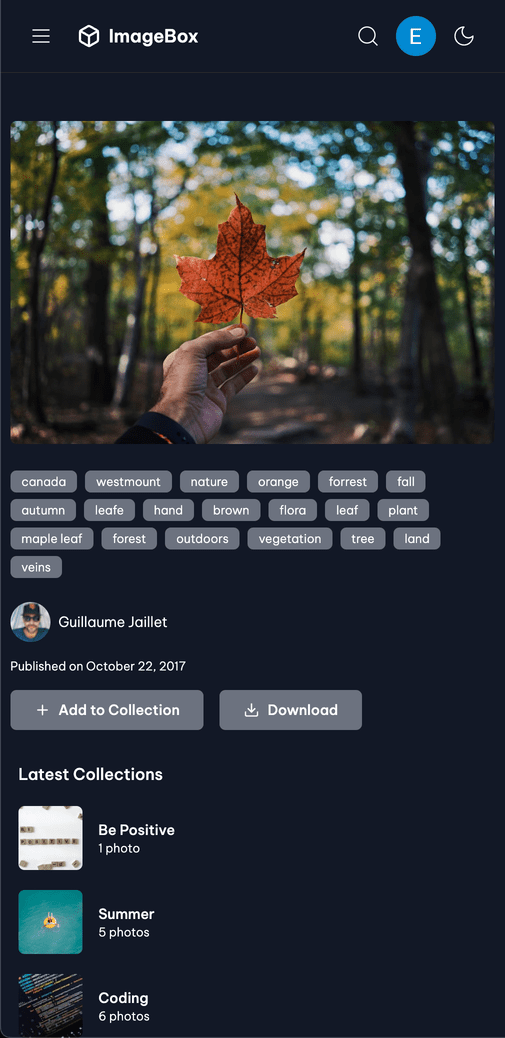 ImageBox
E
canada westmount nature orange forrest fall
autumn leafe hand brown flora leaf plant
maple leaf forest outdoors vegetation tree land
veins
Guillaume Jaillet
Published on October 22, 2017
Add to Collection Download
Latest Collections
Be Positive
1 photo
Summer
5 photos
Coding
6 photos